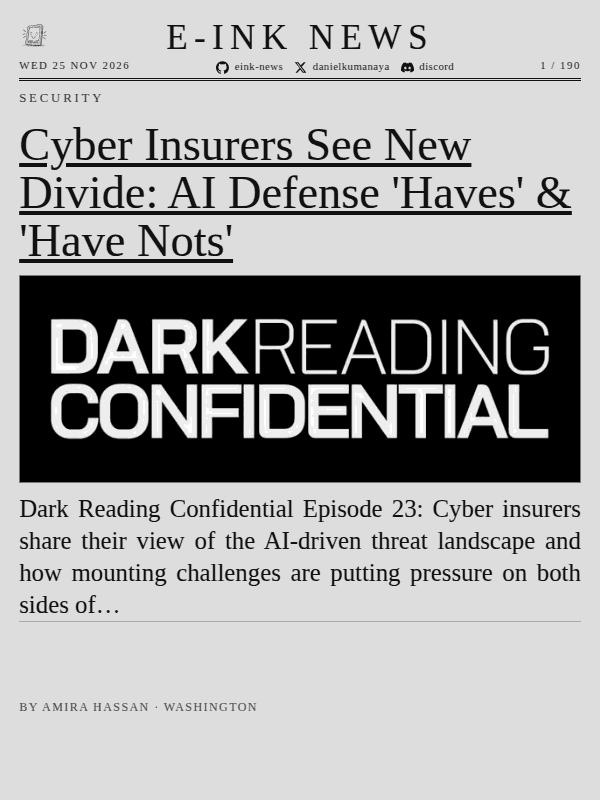 E-INK NEWS
WED 25 NOV 2026
eink-news danielkumanaya discord
1 / 190
SECURITY
Cyber Insurers See New
Divide: AI Defense 'Haves' &
'Have Nots'
DARKREADING
CONFIDENTIAL
Dark Reading Confidential Episode 23: Cyber insurers
share their view of the AI-driven threat landscape and
how mounting challenges are putting pressure on both
sides of…
BY AMIRA HASSAN · WASHINGTON